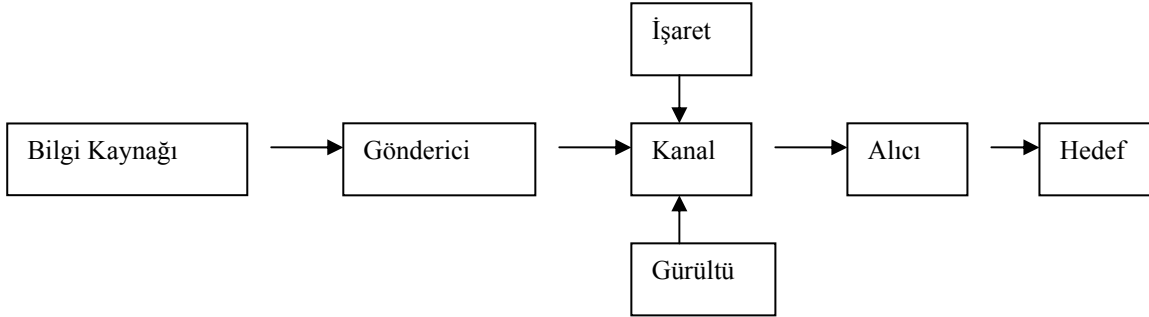 İşaret
Bilgi Kaynağı
Gönderici
Kanal
Alıcı
Hedef
Gürültü